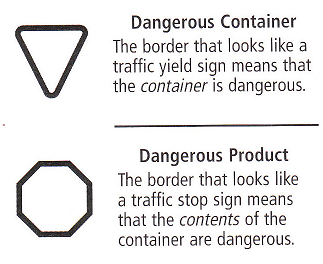 Dangerous Container
The border that looks like a
traffic yield sign means that
the container is dangerous.
Dangerous Product
The border that looks like
a traffic stop sign means
that the contents of the
container are dangerous.